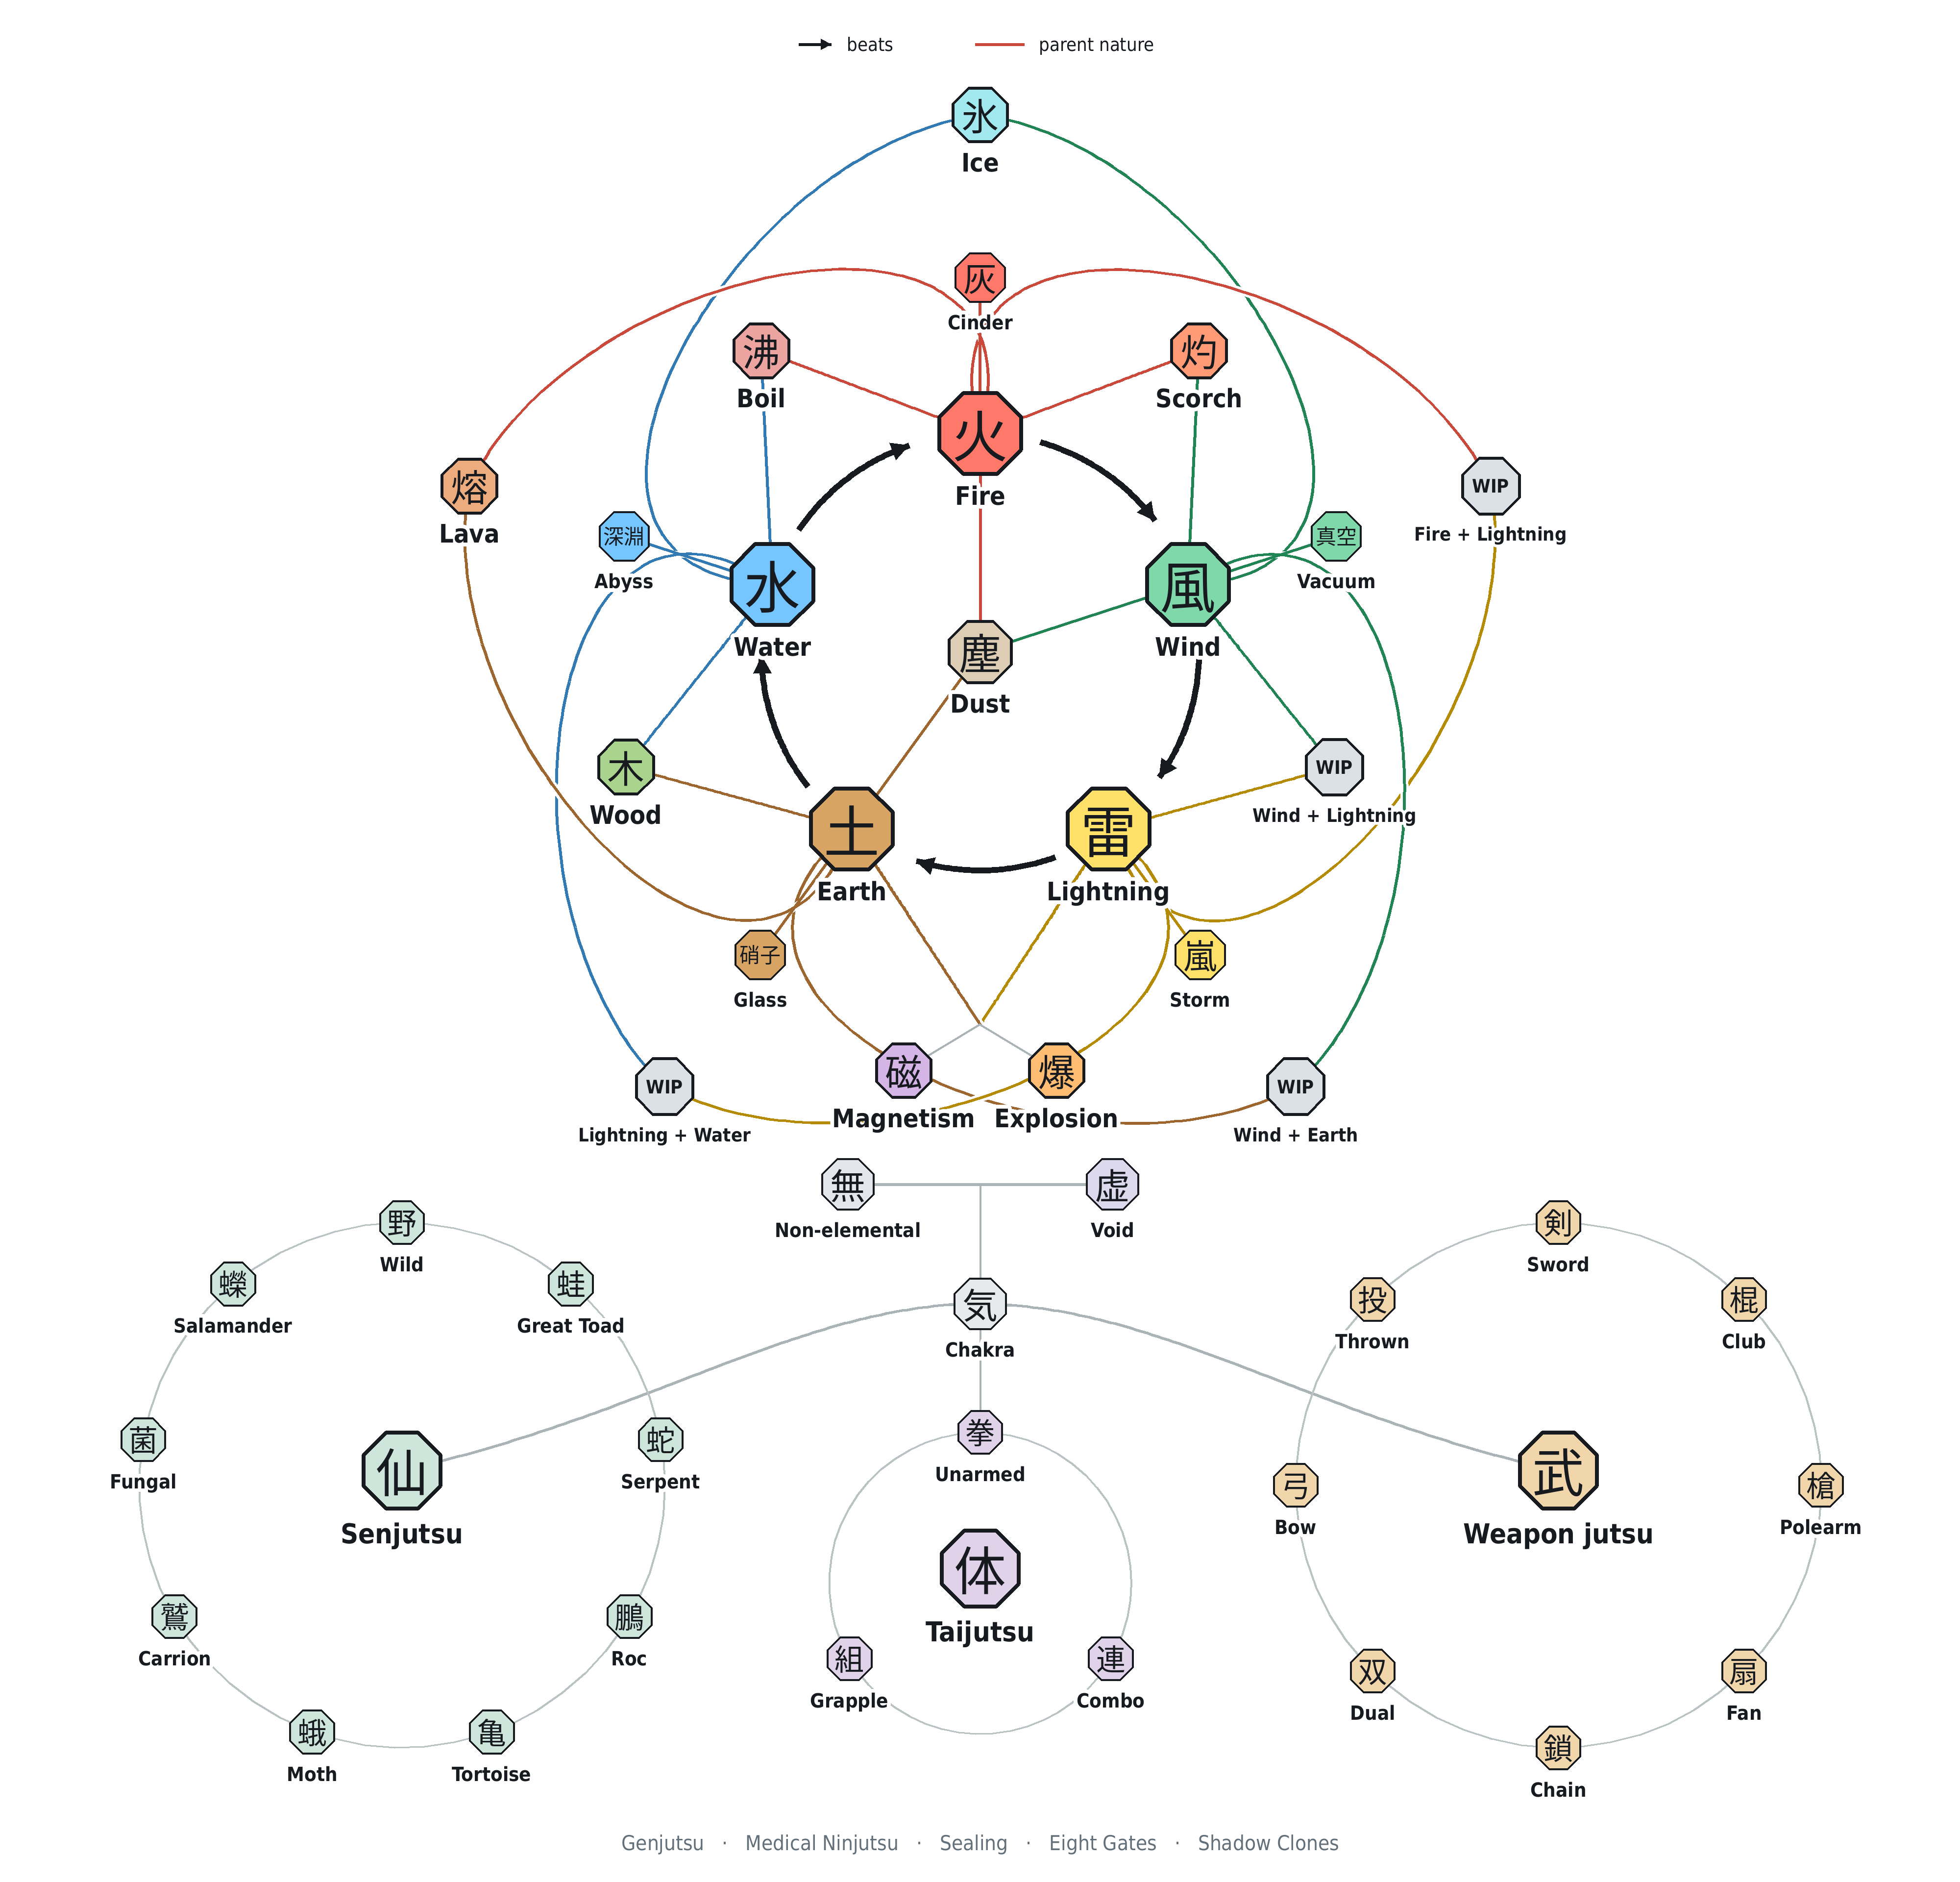 beats
parent nature
氷
Ice
灰
Cinder
沸
Boil
灼
Scorch
火
Fire
熔
Lava
WIP
Fire + Lightning
深淵
Abyss
真空
Vacuum
水
Water
風
Wind
塵
Dust
木
Wood
WIP
Wind + Lightning
土
Earth
雷
Lightning
硝子
Glass
嵐
Storm
磁
Magnetism
爆
Explosion
WIP
Lightning + Water
WIP
Wind + Earth
無
Non-elemental
虚
Void
気
Chakra
野
Wild
蠑
Salamander
蛙
Great Toad
菌
Fungal
蛇
Serpent
仙
Senjutsu
鷲
Carrion
鵬
Roc
蛾
Moth
亀
Tortoise
拳
Unarmed
体
Taijutsu
組
Grapple
連
Combo
剣
Sword
投
Thrown
棍
Club
弓
Bow
槍
Polearm
武
Weapon jutsu
双
Dual
扇
Fan
鎖
Chain
Genjutsu · Medical Ninjutsu · Sealing · Eight Gates · Shadow Clones